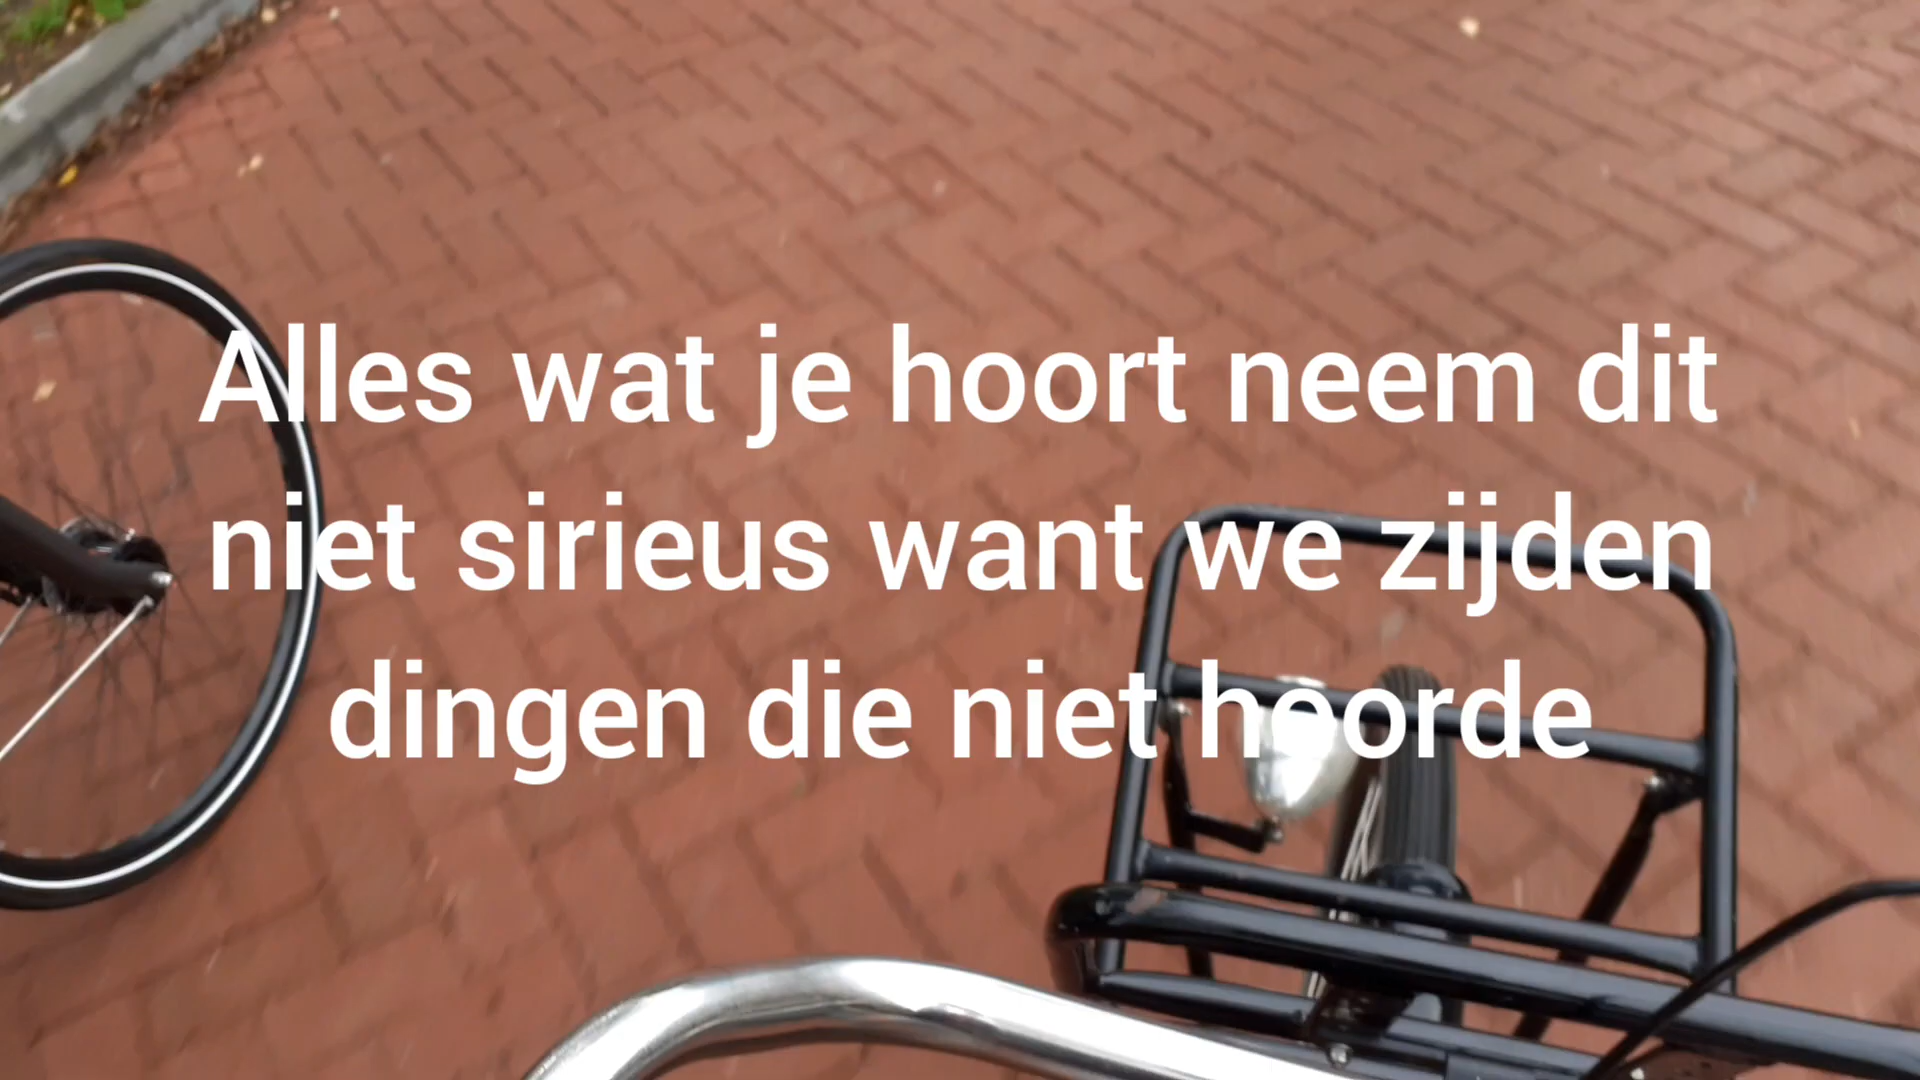 Alles wat je hoort neem dit
niet sirieus want we zijden
dingen die niet hoorde